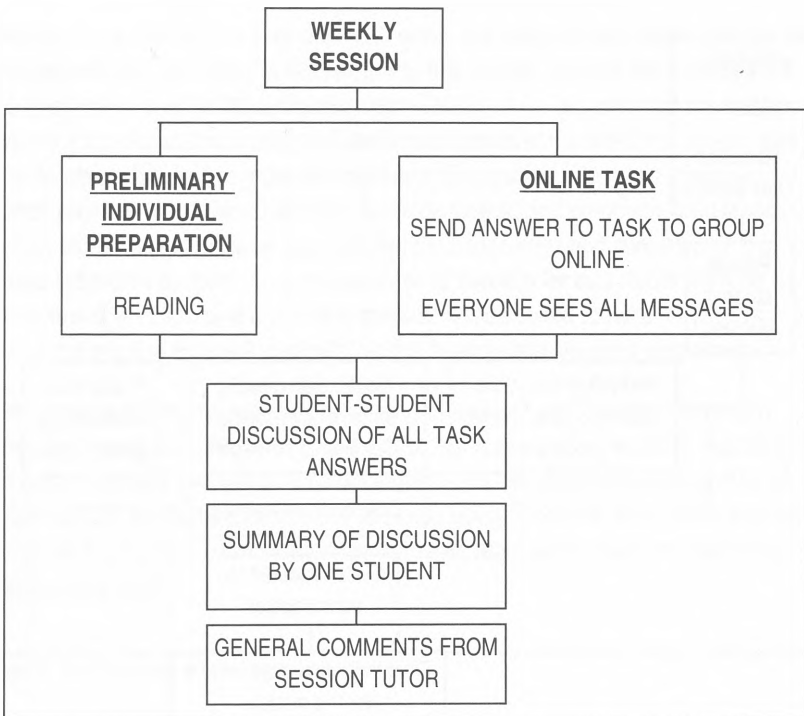 WEEKLY
SESSION
PRELIMINARY
INDIVIDUAL
PREPARATION
READING
ONLINE TASK
SEND ANSWER TO TASK TO GROUP
ONLINE
EVERYONE SEES ALL MESSAGES
STUDENT-STUDENT
DISCUSSION OF ALL TASK
ANSWERS
SUMMARY OF DISCUSSION
BY ONE STUDENT
GENERAL COMMENTS FROM
SESSION TUTOR